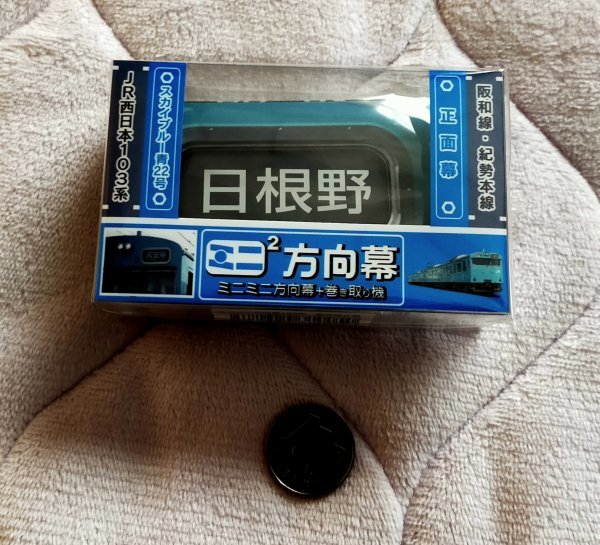 JR西日本103系
スカイブルー青22号
日根野
正面幕
阪和線・紀勢本線
ミニ²方向幕
ミニミニ方向幕+巻き取り機